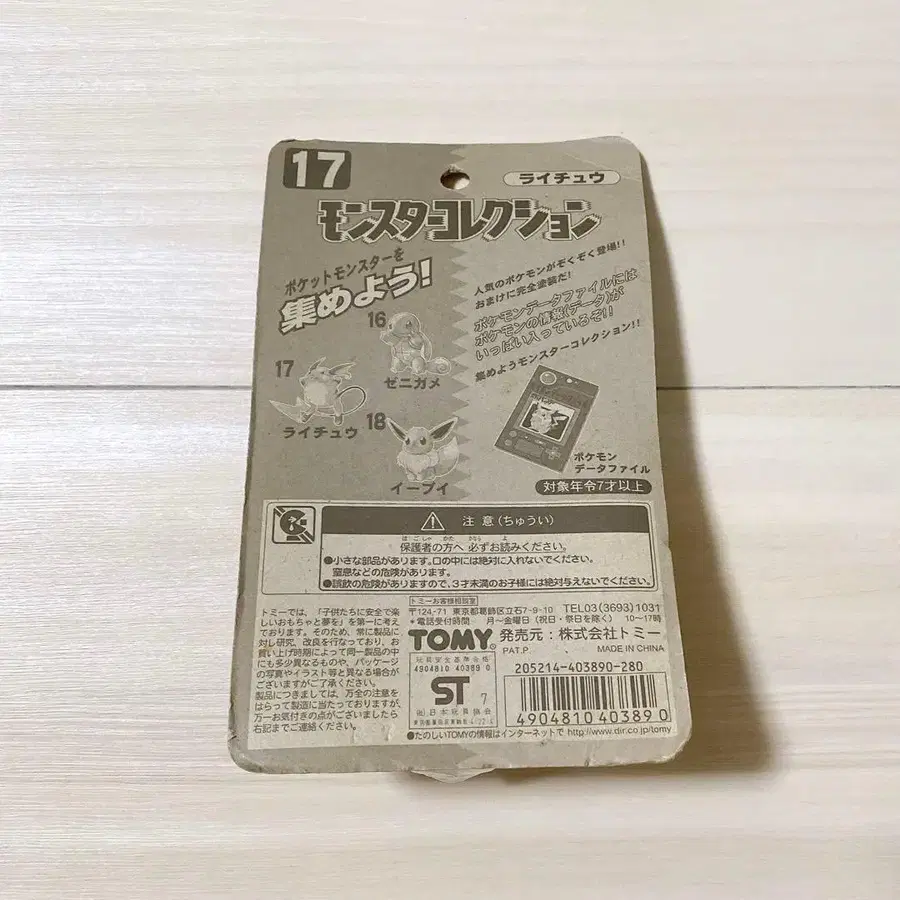 17
ライチュウ
モンスターコレクション
ポケットモンスターを
集めよう!
16
ゼニガメ
17
ライチュウ
18
イーブイ
人気のポケモンがぞくぞく登場!!
おまけに完全塗装だ!
ポケモンデータファイルには
ポケモンの情報(データ)が
いっぱい入っているぞ!!
集めようモンスターコレクション!!
ポケモン
データファイル
対象年令7才以上
注意(ちゅうい)
保護者の方へ 必ずお読みください。
●小さな部品があります。口の中には絶対に入れないでください。
窒息などの危険があります。
●誤飲の危険がありますので、3才未満のお子様には絶対与えないでください。
トミーでは、「子供たちに安全で楽
しいおもちゃと夢を」を第一に考え
ております。そのため、常に製品に
対し研究、改良を行なっており、お
買い上げ時期によって同一製品の中
にも多少異なるものや、パッケージ
の写真やイラスト等と異なる場合が
ございますがご了承ください。
製品につきましては、万全の注意を
はらって製造に当たっておりますが、
万一お気付きの点がございましたら
右記までご連絡ください。
トミーお客様相談室
〒124-71 東京都葛飾区立石7-9-10 TEL03(3693)1031
*電話受付時間 月〜金曜日(祝日・祭日を除く) 10〜17時
TOMY 発売元:株式会社トミー
PAT.P. MADE IN CHINA
玩具安全基準合格
4904810 40389 0
ST 7
(社)日本玩具協会
205214-403890-280
4 904810 403890
●たのしいTOMYの情報はインターネットで http://www.dir.co.jp/tomy